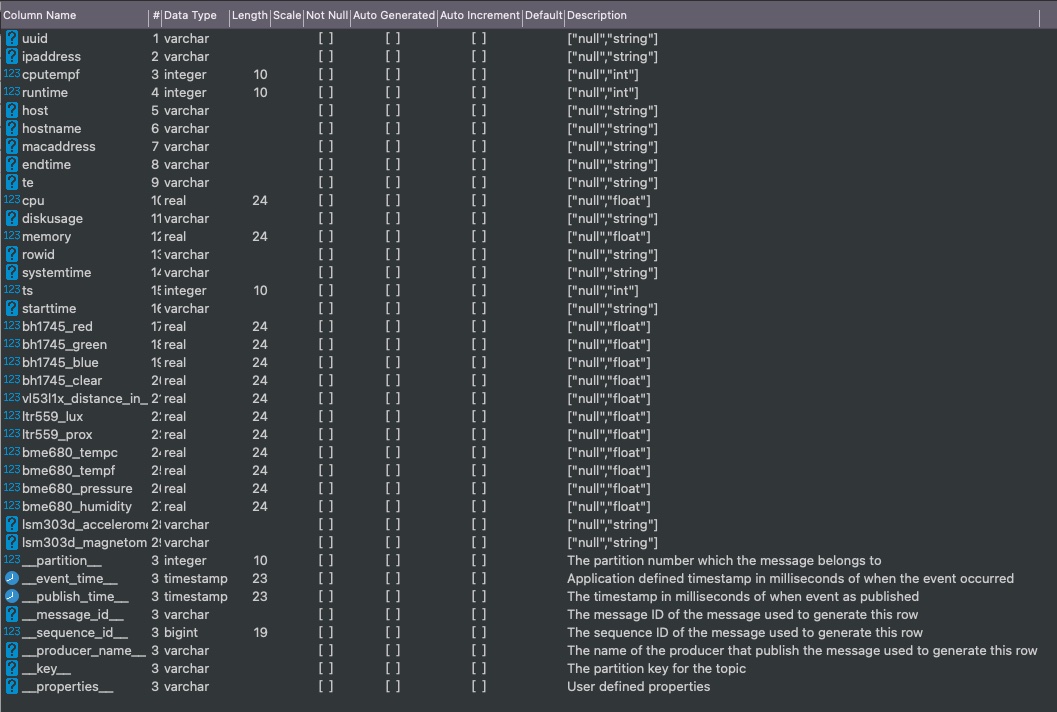 Column Name # Data Type Length Scale Not Null Auto Generated Auto Increment Default Description
uuid 1 varchar [ ] [ ] [ ] ["null","string"]
ipaddress 2 varchar [ ] [ ] [ ] ["null","string"]
123 cputempf 3 integer 10 [ ] [ ] [ ] ["null","int"]
123 runtime 4 integer 10 [ ] [ ] [ ] ["null","int"]
host 5 varchar [ ] [ ] [ ] ["null","string"]
hostname 6 varchar [ ] [ ] [ ] ["null","string"]
macaddress 7 varchar [ ] [ ] [ ] ["null","string"]
endtime 8 varchar [ ] [ ] [ ] ["null","string"]
te 9 varchar [ ] [ ] [ ] ["null","string"]
123 cpu 10 real 24 [ ] [ ] [ ] ["null","float"]
diskusage 11 varchar [ ] [ ] [ ] ["null","string"]
123 memory 12 real 24 [ ] [ ] [ ] ["null","float"]
rowid 13 varchar [ ] [ ] [ ] ["null","string"]
systemtime 14 varchar [ ] [ ] [ ] ["null","string"]
123 ts 15 integer 10 [ ] [ ] [ ] ["null","int"]
starttime 16 varchar [ ] [ ] [ ] ["null","string"]
123 bh1745_red 17 real 24 [ ] [ ] [ ] ["null","float"]
123 bh1745_green 18 real 24 [ ] [ ] [ ] ["null","float"]
123 bh1745_blue 19 real 24 [ ] [ ] [ ] ["null","float"]
123 bh1745_clear 2 real 24 [ ] [ ] [ ] ["null","float"]
123 vl53l1x_distance_in_ 2 real 24 [ ] [ ] [ ] ["null","float"]
123 ltr559_lux 2 real 24 [ ] [ ] [ ] ["null","float"]
123 ltr559_prox 2 real 24 [ ] [ ] [ ] ["null","float"]
123 bme680_tempc 2 real 24 [ ] [ ] [ ] ["null","float"]
123 bme680_tempf 2 real 24 [ ] [ ] [ ] ["null","float"]
123 bme680_pressure 2 real 24 [ ] [ ] [ ] ["null","float"]
123 bme680_humidity 2 real 24 [ ] [ ] [ ] ["null","float"]
lsm303d_accelerom 2 varchar [ ] [ ] [ ] ["null","string"]
lsm303d_magnetom 2 varchar [ ] [ ] [ ] ["null","string"]
123 __partition__ 3 integer 10 [ ] [ ] [ ] The partition number which the message belongs to
__event_time__ 3 timestamp 23 [ ] [ ] [ ] Application defined timestamp in milliseconds of when the event occurred
__publish_time__ 3 timestamp 23 [ ] [ ] [ ] The timestamp in milliseconds of when event as published
__message_id__ 3 varchar [ ] [ ] [ ] The message ID of the message used to generate this row
123 __sequence_id__ 3 bigint 19 [ ] [ ] [ ] The sequence ID of the message used to generate this row
__producer_name__ 3 varchar [ ] [ ] [ ] The name of the producer that publish the message used to generate this row
__key__ 3 varchar [ ] [ ] [ ] The partition key for the topic
__properties__ 3 varchar [ ] [ ] [ ] User defined properties